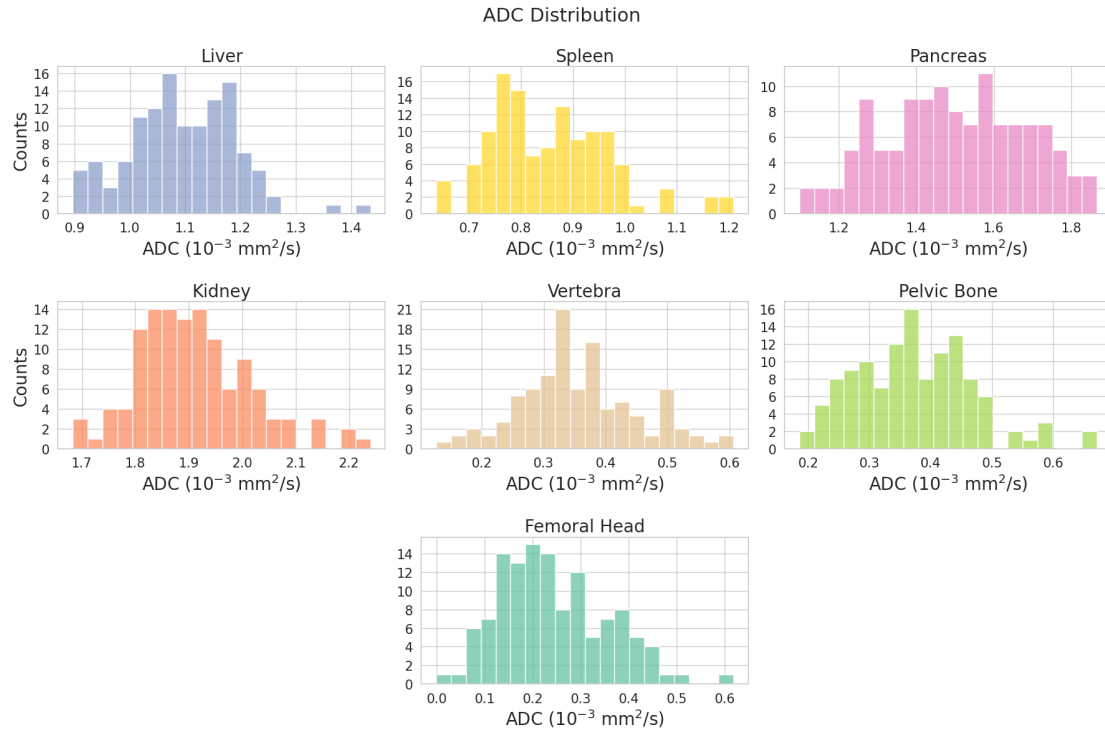 ADC Distribution
Liver
Spleen
Pancreas
16
14
12
10
8
6
4
2
0
Counts
0.9 1.0 1.1 1.2 1.3 1.4
ADC (10⁻³ mm²/s)
16
14
12
10
8
6
4
2
0
0.7 0.8 0.9 1.0 1.1 1.2
ADC (10⁻³ mm²/s)
10
8
6
4
2
0
1.2 1.4 1.6 1.8
ADC (10⁻³ mm²/s)
Kidney
Vertebra
Pelvic Bone
14
12
10
8
6
4
2
0
Counts
1.7 1.8 1.9 2.0 2.1 2.2
ADC (10⁻³ mm²/s)
21
18
15
12
9
6
3
0
0.2 0.3 0.4 0.5 0.6
ADC (10⁻³ mm²/s)
16
14
12
10
8
6
4
2
0
0.2 0.3 0.4 0.5 0.6
ADC (10⁻³ mm²/s)
Femoral Head
14
12
10
8
6
4
2
0
0.0 0.1 0.2 0.3 0.4 0.5 0.6
ADC (10⁻³ mm²/s)